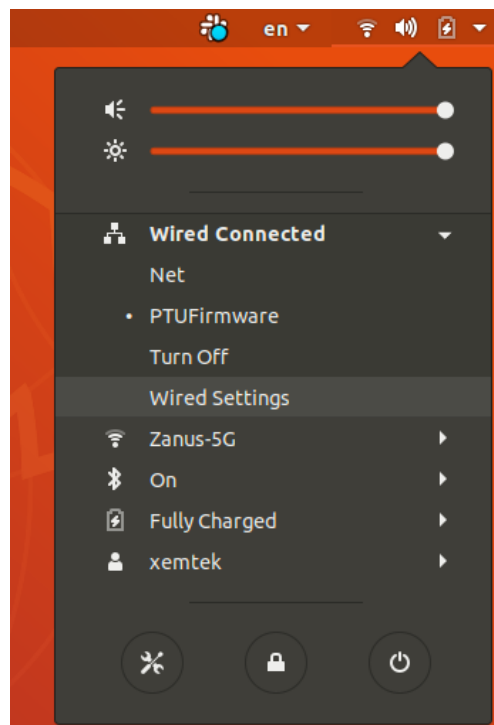 en
Wired Connected
Net
PTUFirmware
Turn Off
Wired Settings
Zanus-5G
On
Fully Charged
xemtek